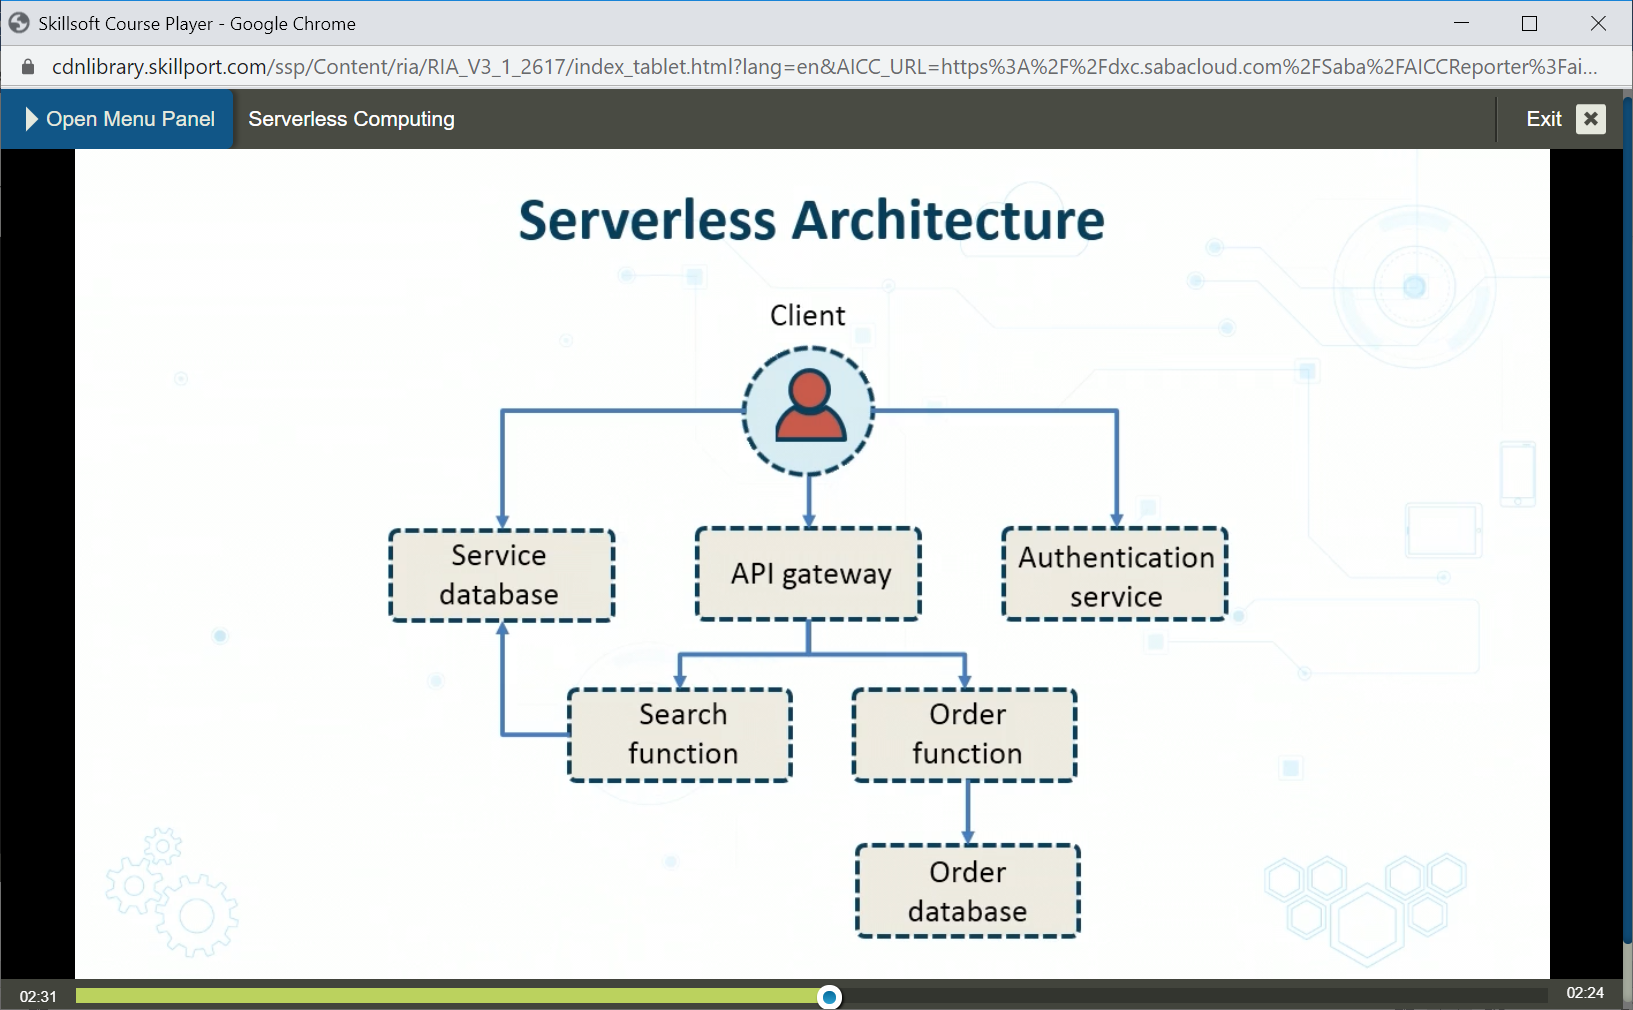 Skillsoft Course Player - Google Chrome
cdnlibrary.skillport.com/ssp/Content/ria/RIA_V3_1_2617/index_tablet.html?lang=en&AICC_URL=https%3A%2F%2Fdxc.sabacloud.com%2FSaba%2FAICCReporter%3Fai...
Open Menu Panel
Serverless Computing
Exit
Serverless Architecture
Client
Service
database
API gateway
Authentication
service
Search
function
Order
function
Order
database
02:31
02:24